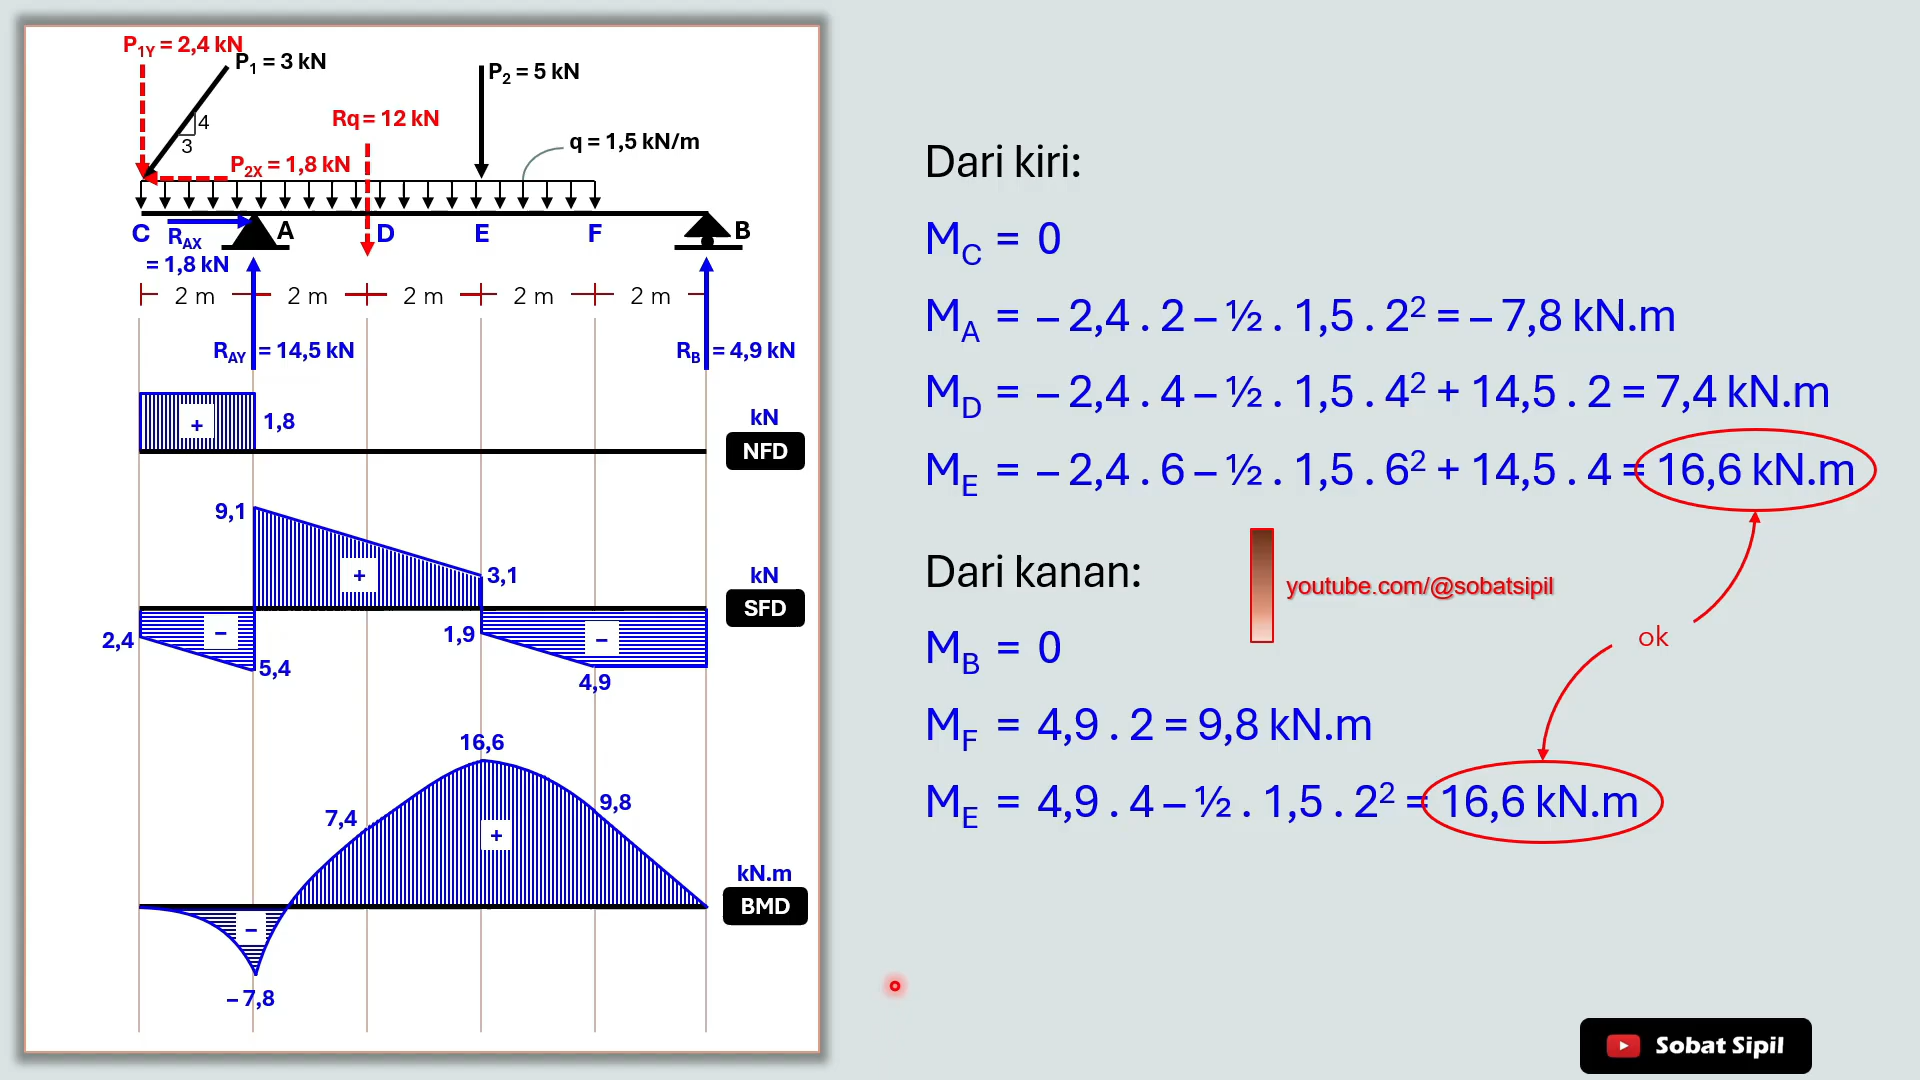 P1Y = 2,4 kN
P1 = 3 kN
P2 = 5 kN
4
3
Rq = 12 kN
q = 1,5 kN/m
P2X = 1,8 kN
C RAX A D E F B
= 1,8 kN
2 m 2 m 2 m 2 m 2 m
RAY = 14,5 kN RB = 4,9 kN
+ 1,8 kN
NFD
9,1
+ 3,1 kN
SFD
2,4 – 5,4 1,9 – 4,9
16,6
7,4 + 9,8
kN.m
BMD
–
– 7,8
Dari kiri:
MC = 0
MA = – 2,4 . 2 – ½ . 1,5 . 2² = – 7,8 kN.m
MD = – 2,4 . 4 – ½ . 1,5 . 4² + 14,5 . 2 = 7,4 kN.m
ME = – 2,4 . 6 – ½ . 1,5 . 6² + 14,5 . 4 = 16,6 kN.m
Dari kanan:
youtube.com/@sobatsipil
ok
MB = 0
MF = 4,9 . 2 = 9,8 kN.m
ME = 4,9 . 4 – ½ . 1,5 . 2² = 16,6 kN.m
Sobat Sipil